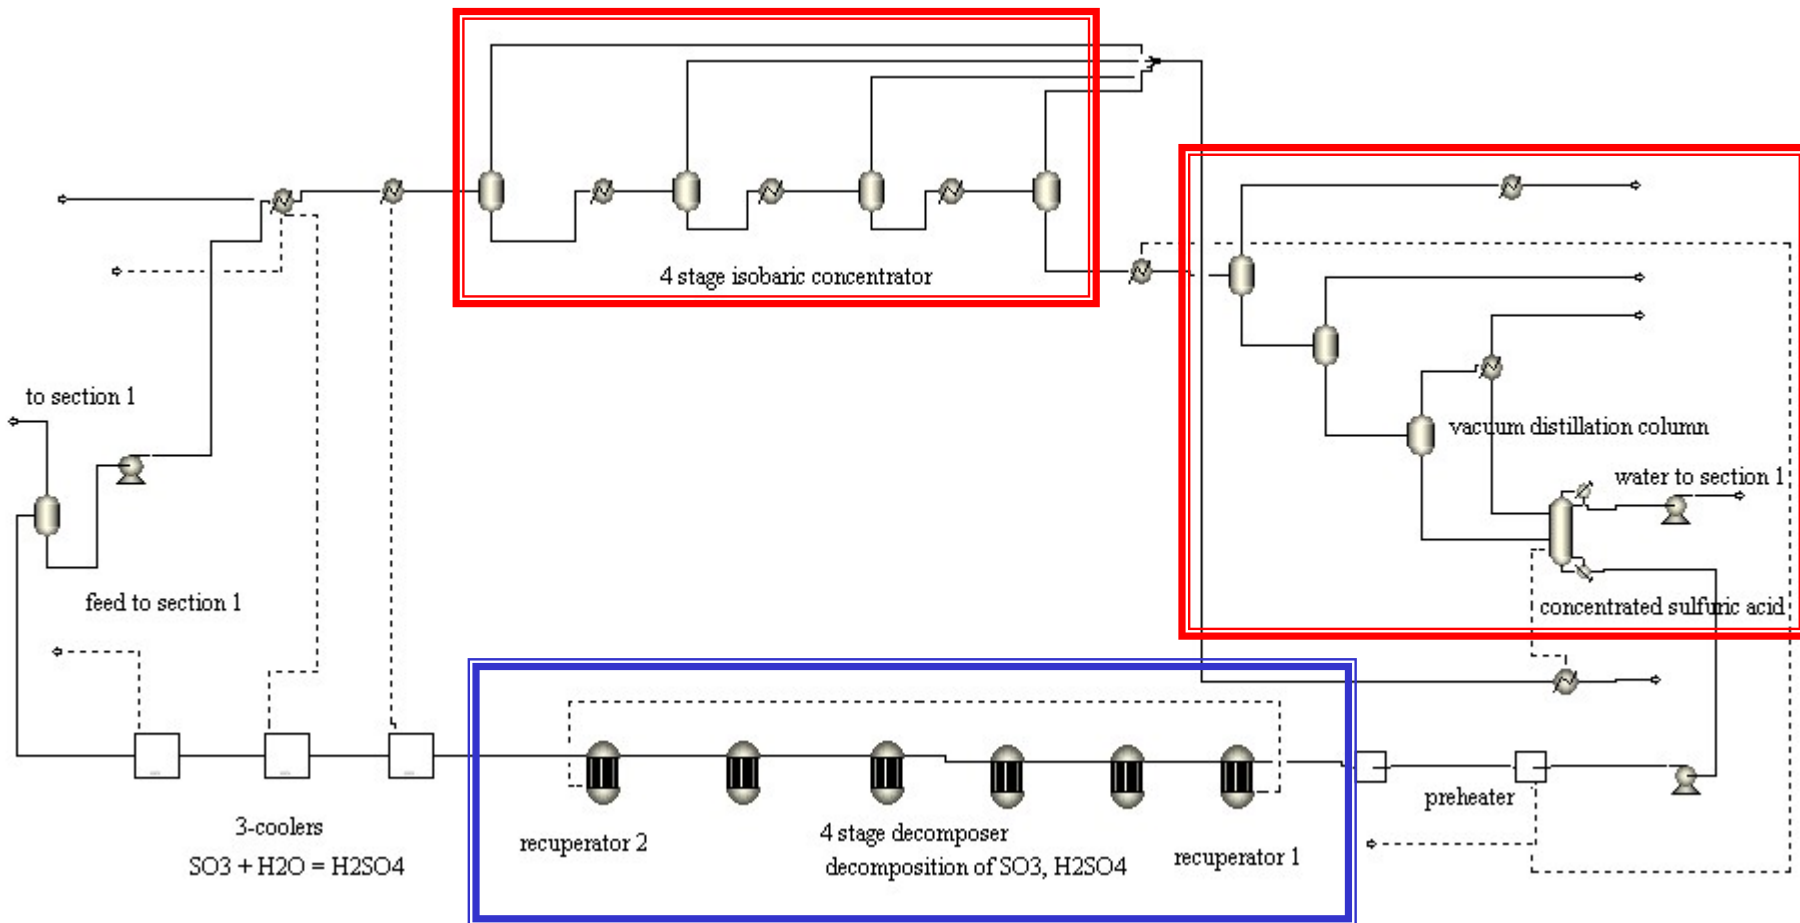 4 stage isobaric concentrator
to section 1
vacuum distillation column
water to section 1
feed to section 1
concentrated sulfuric acid
preheater
3-coolers
SO3 + H2O = H2SO4
recuperator 2
4 stage decomposer
decomposition of SO3, H2SO4
recuperator 1